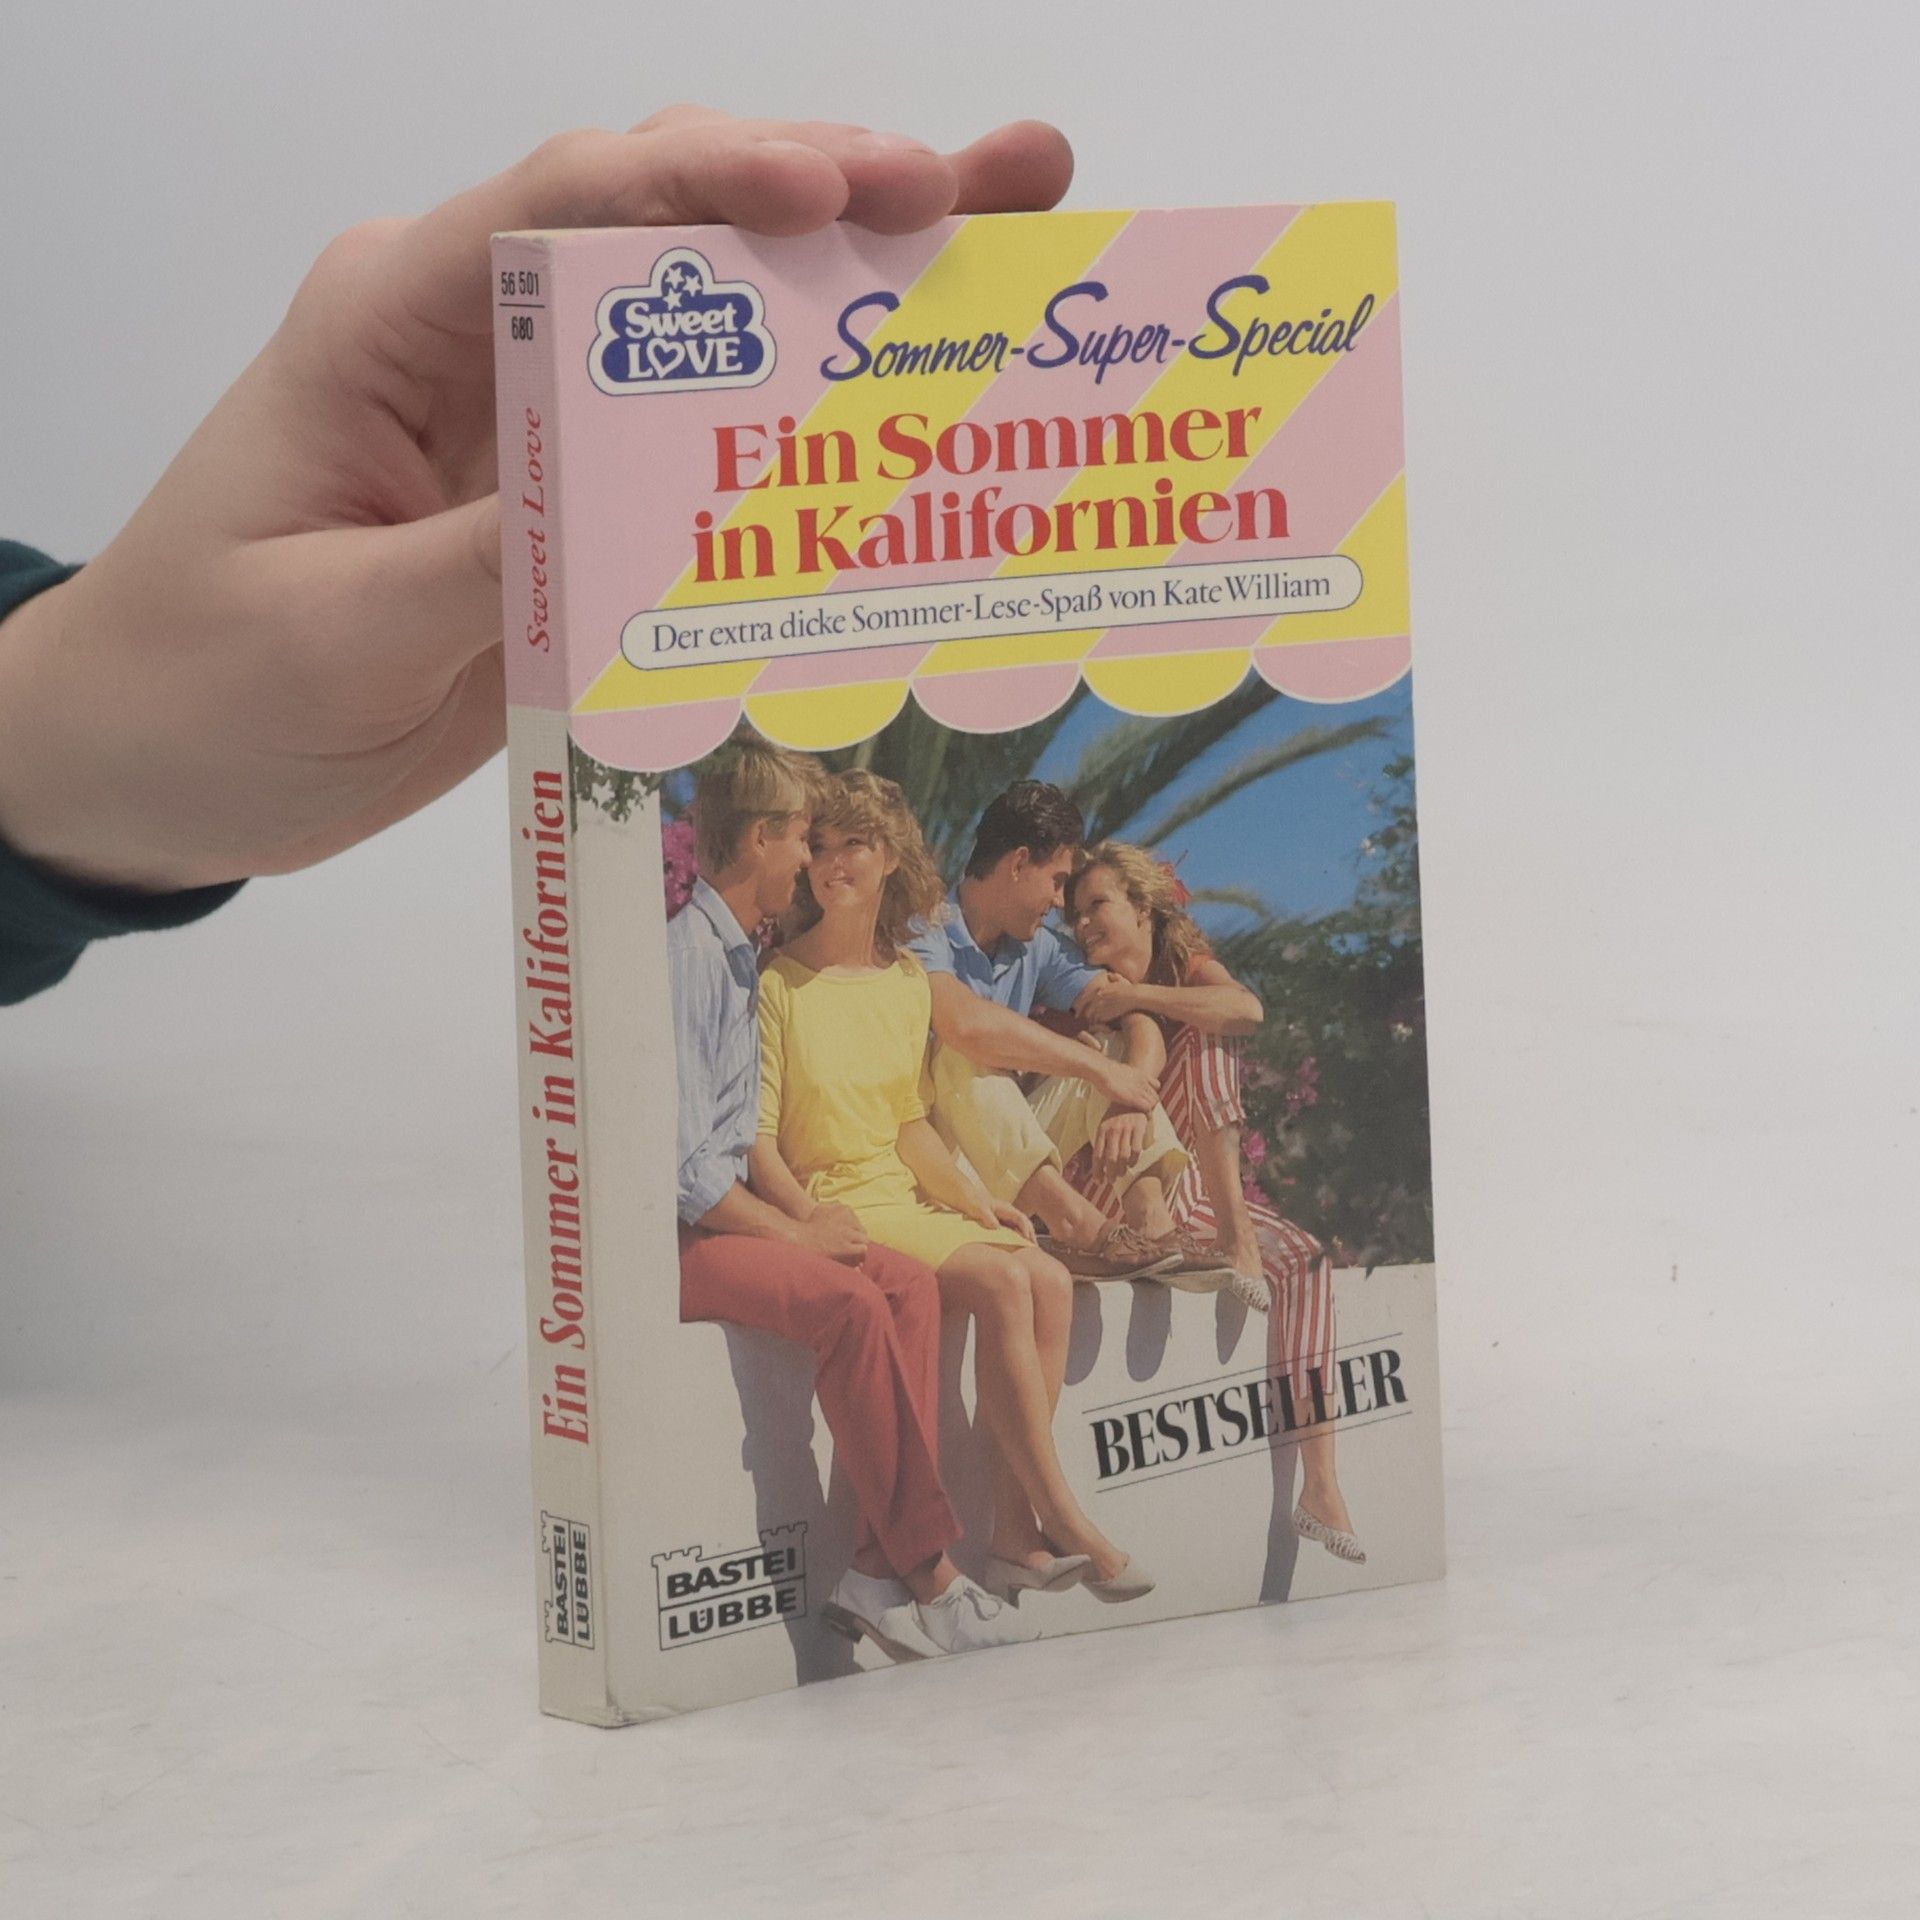 56 501
680
Sweet Love
Ein Sommer in Kalifornien
BASTEI
LÜBBE
Sweet
LOVE
Sommer-Super-Special
Ein Sommer
in Kalifornien
Der extra dicke Sommer-Lese-Spaß von Kate William
BESTSELLER
BASTEI
LÜBBE